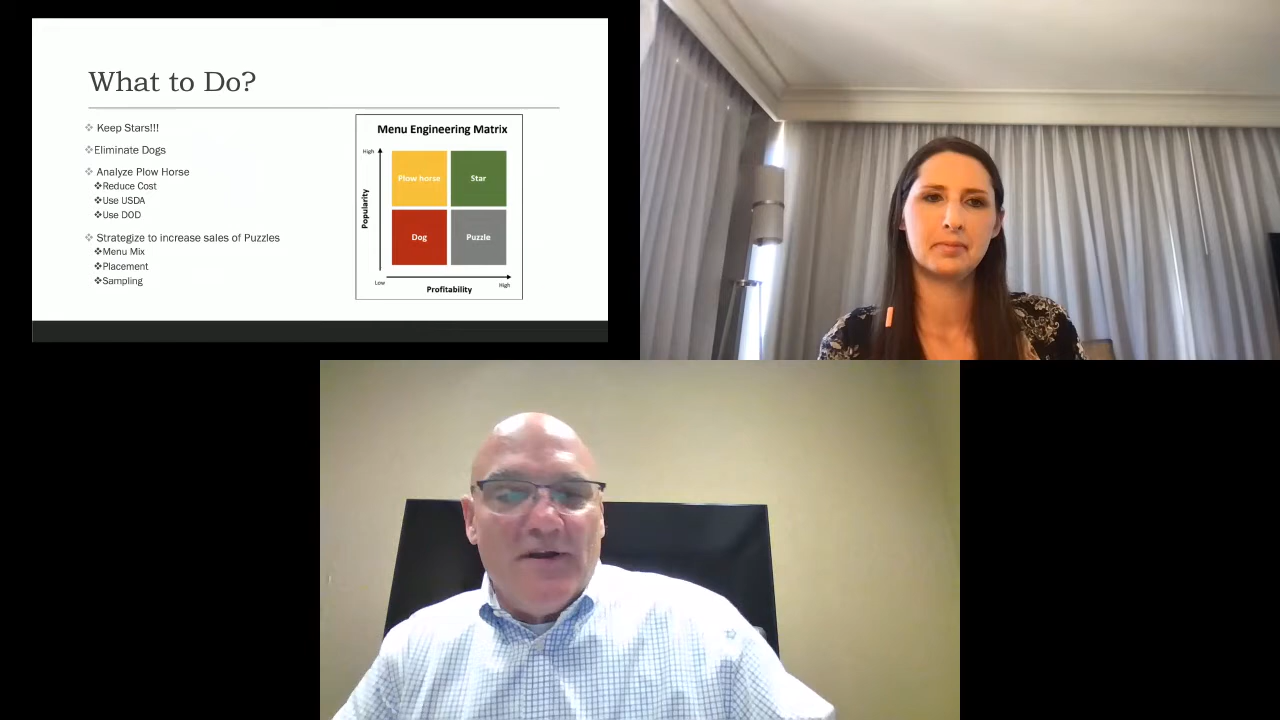 What to Do?
❖ Keep Stars!!!
❖Eliminate Dogs
❖ Analyze Plow Horse
❖Reduce Cost
❖Use USDA
❖Use DOD
❖ Strategize to increase sales of Puzzles
❖Menu Mix
❖Placement
❖Sampling
Menu Engineering Matrix
High
Plow horse
Star
Popularity
Dog
Puzzle
Low
High
Profitability